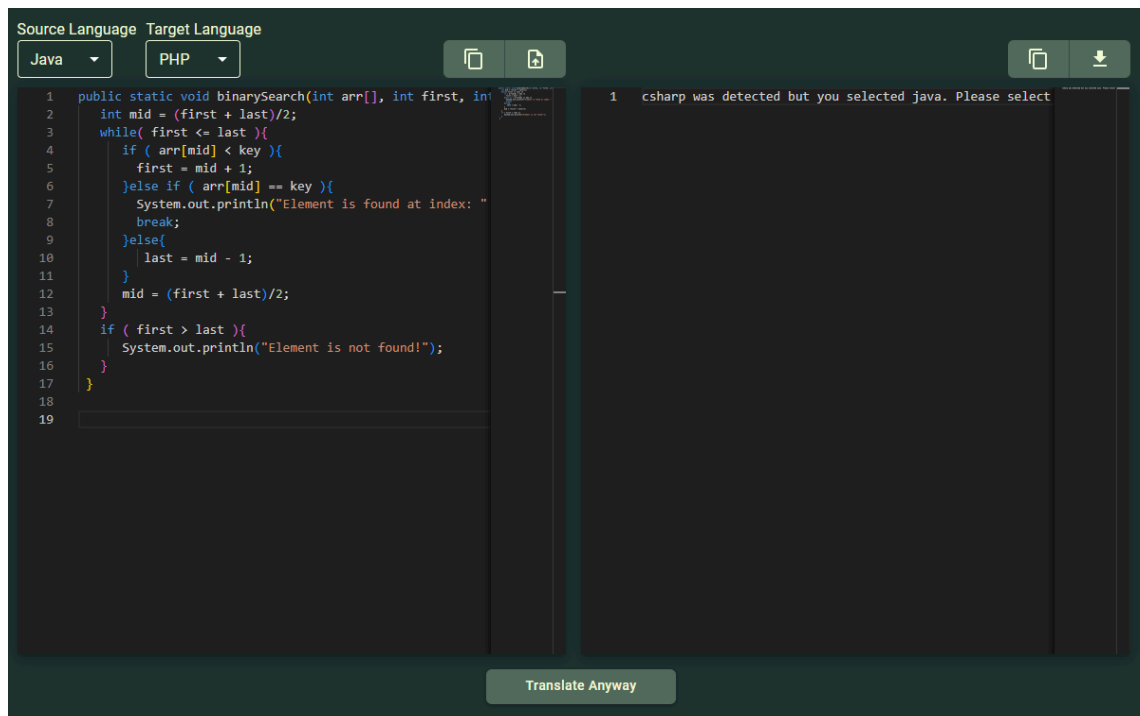 Source Language Target Language
Java PHP
1 public static void binarySearch(int arr[], int first, int
2 int mid = (first + last)/2;
3 while( first <= last ){
4 if ( arr[mid] < key ){
5 first = mid + 1;
6 }else if ( arr[mid] == key ){
7 System.out.println("Element is found at index: "
8 break;
9 }else{
10 last = mid - 1;
11 }
12 mid = (first + last)/2;
13 }
14 if ( first > last ){
15 System.out.println("Element is not found!");
16 }
17 }
18
19
1 csharp was detected but you selected java. Please select
Translate Anyway